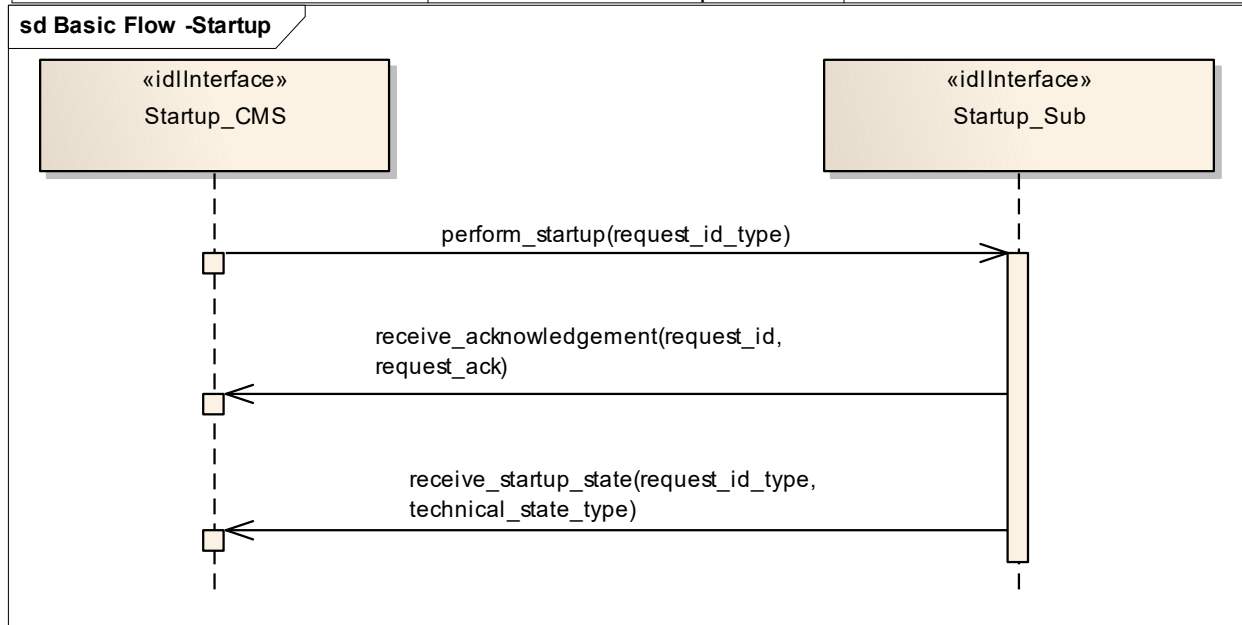 sd Basic Flow -Startup
«idlInterface»
Startup_CMS
«idlInterface»
Startup_Sub
perform_startup(request_id_type)
receive_acknowledgement(request_id,
request_ack)
receive_startup_state(request_id_type,
technical_state_type)